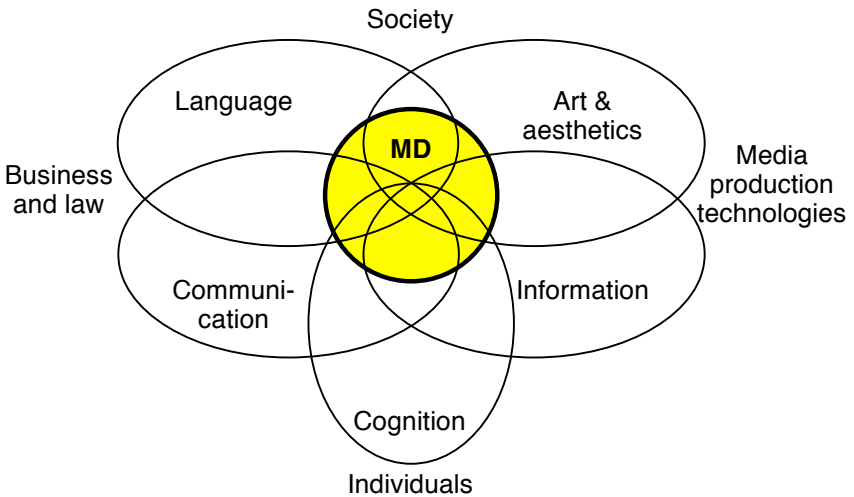 Society
Language
Art &
aesthetics
MD
Business
and law
Media
production
technologies
Communi-
cation
Information
Cognition
Individuals